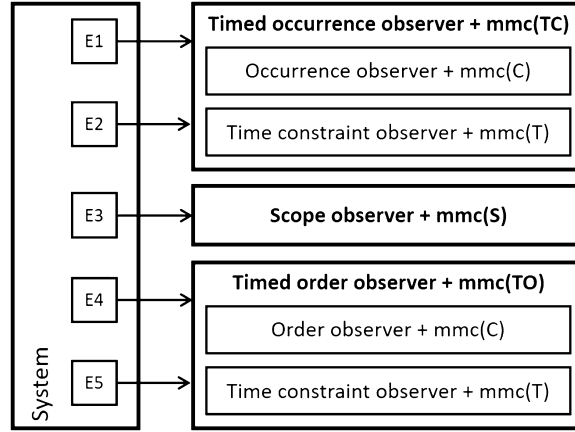 E1
E2
E3
E4
E5
System
Timed occurrence observer + mmc(TC)
Occurrence observer + mmc(C)
Time constraint observer + mmc(T)
Scope observer + mmc(S)
Timed order observer + mmc(TO)
Order observer + mmc(C)
Time constraint observer + mmc(T)